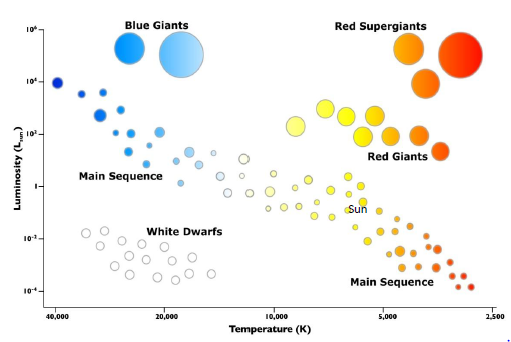 Blue Giants
Red Supergiants
10⁶
10⁴
10²
1
10⁻²
10⁻⁴
Luminosity (Lsun)
Red Giants
Main Sequence
Sun
White Dwarfs
Main Sequence
40,000
20,000
10,000
5,000
2,500
Temperature (K)